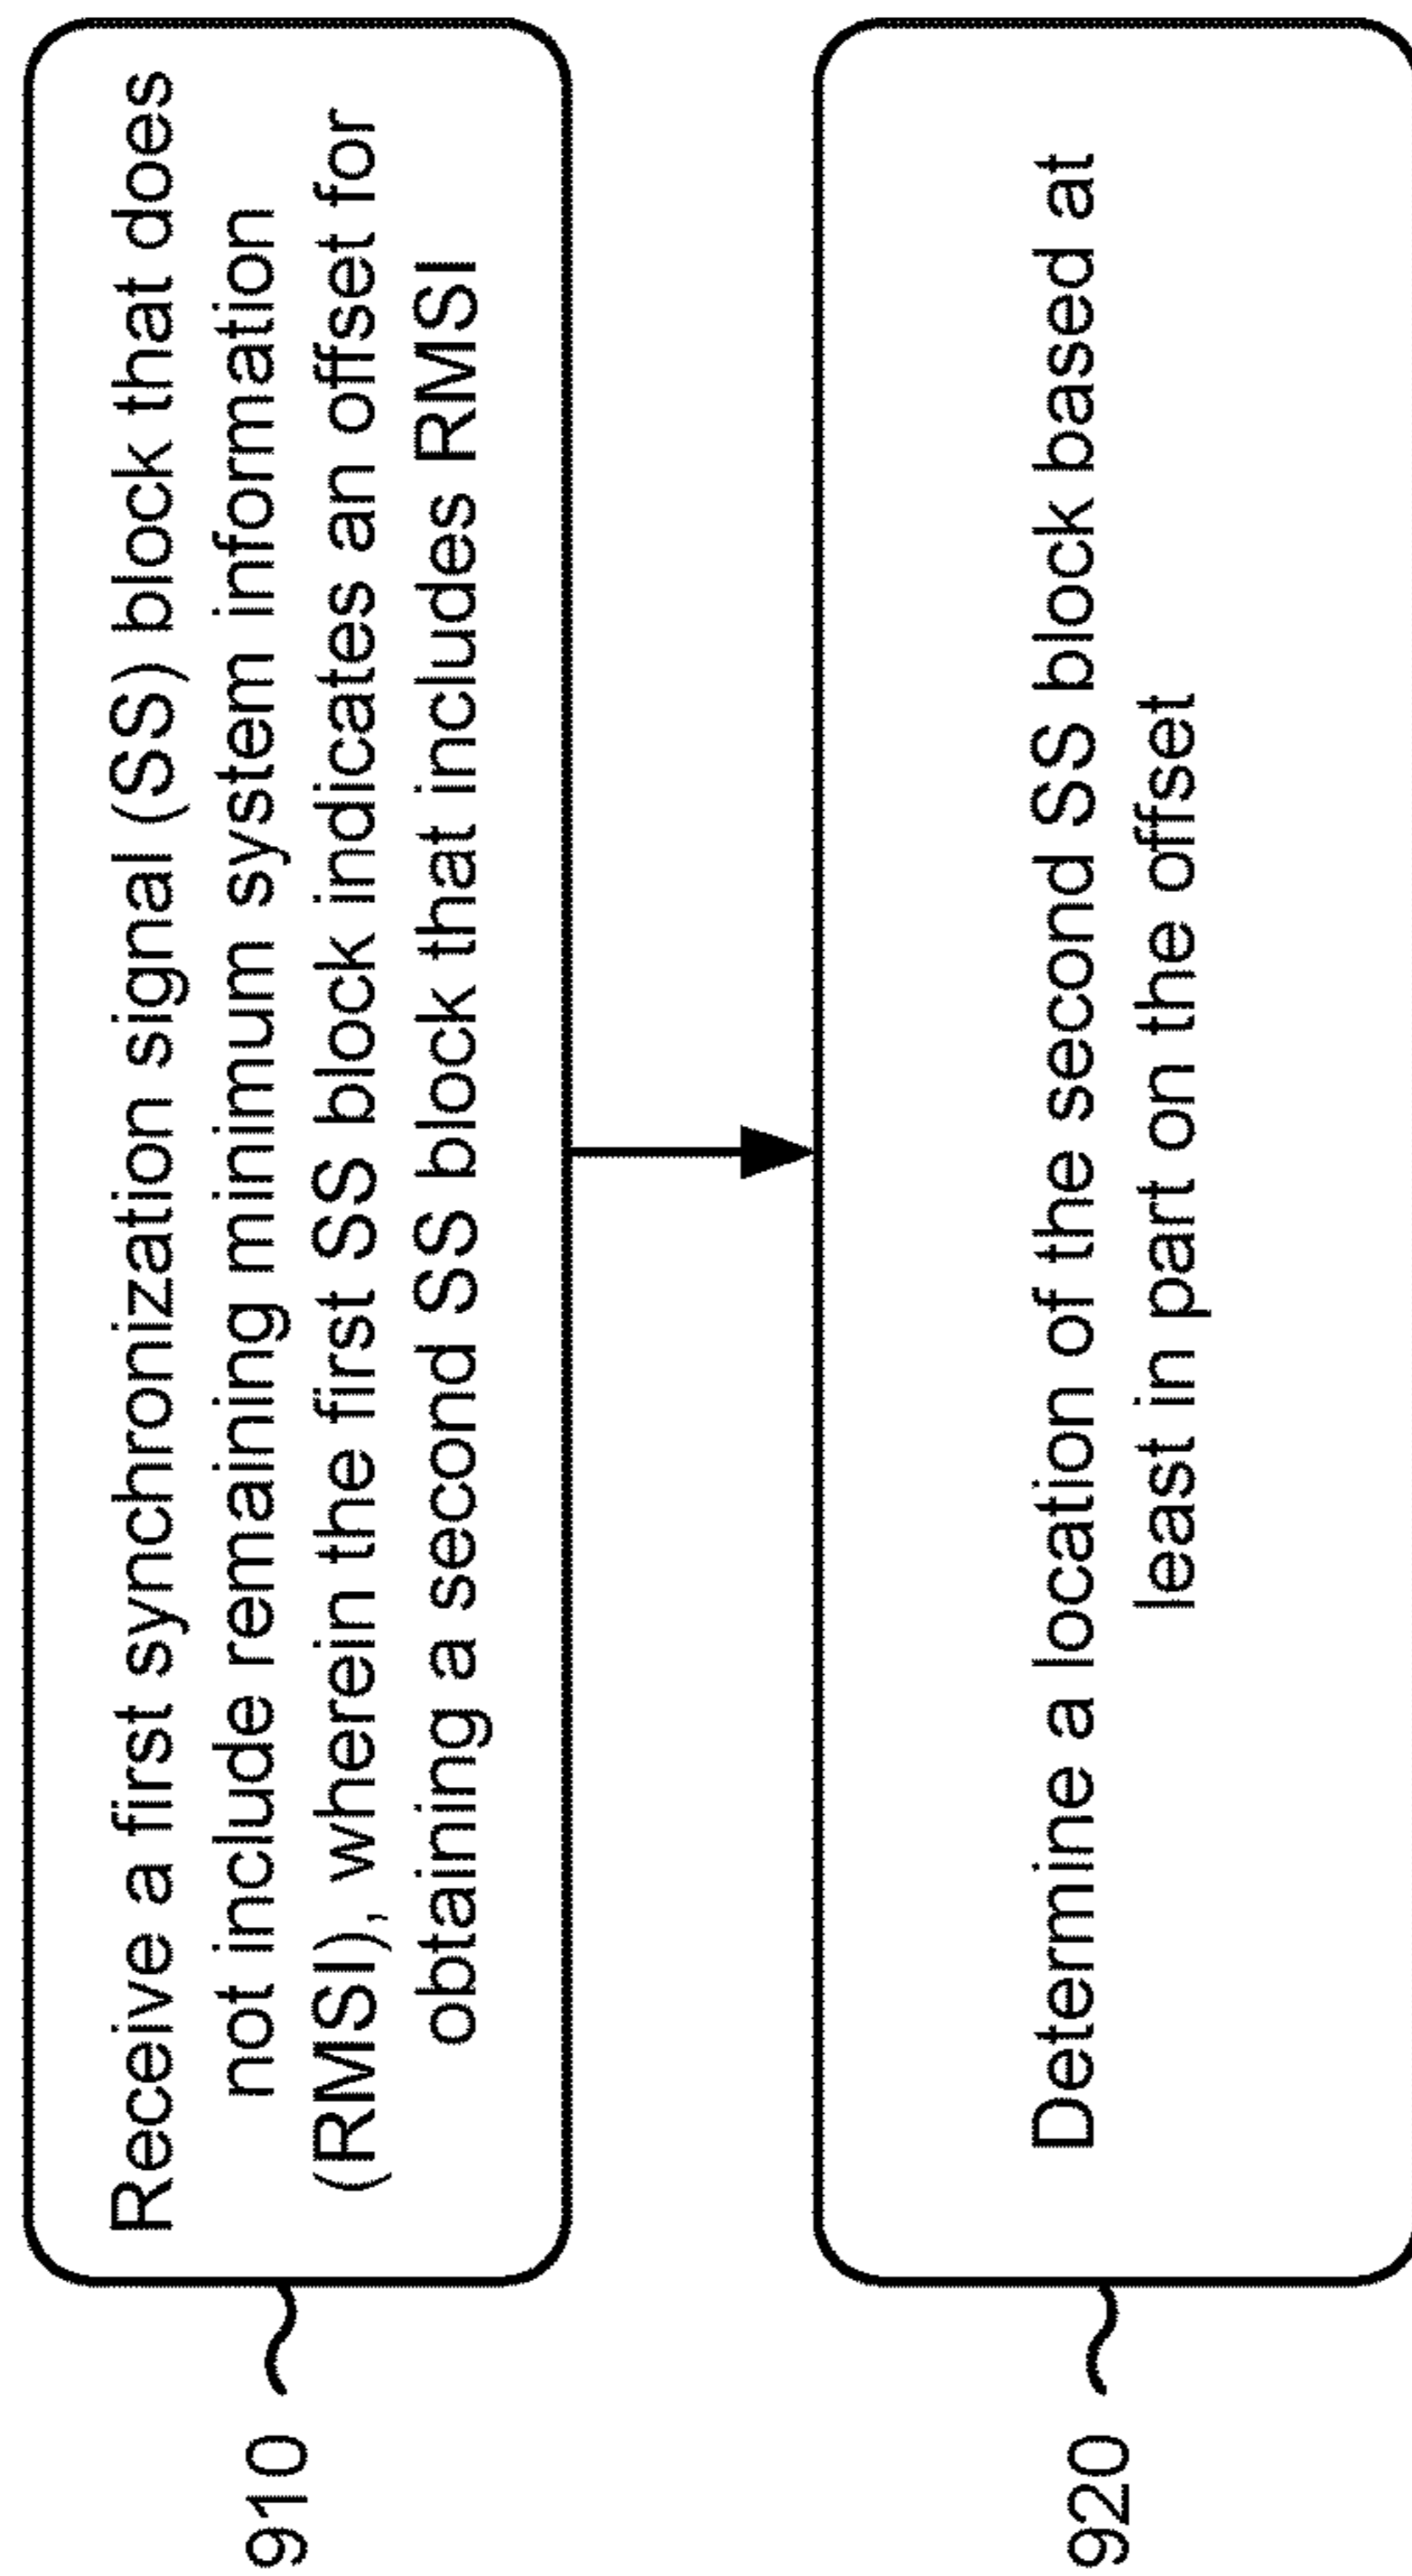 910
Receive a first synchronization signal (SS) block that does
not include remaining minimum system information
(RMSI), wherein the first SS block indicates an offset for
obtaining a second SS block that includes RMSI
920
Determine a location of the second SS block based at
least in part on the offset